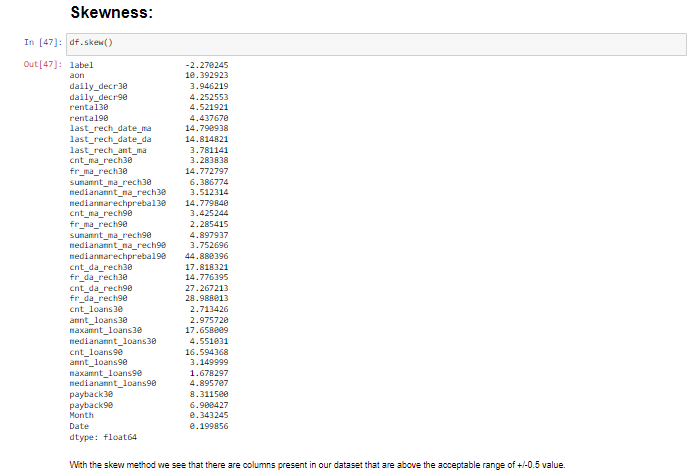 Skewness:
In [47]: df.skew()
Out[47]: label -2.270245
aon 10.392923
daily_decr30 3.946219
daily_decr90 4.252553
rental30 4.521921
rental90 4.437670
last_rech_date_ma 14.790938
last_rech_date_da 14.814821
last_rech_amt_ma 3.781141
cnt_ma_rech30 3.283838
fr_ma_rech30 14.772797
sumamnt_ma_rech30 6.386774
medianamnt_ma_rech30 3.512314
medianmarechprebal30 14.779840
cnt_ma_rech90 3.425244
fr_ma_rech90 2.285415
sumamnt_ma_rech90 4.897937
medianamnt_ma_rech90 3.752696
medianmarechprebal90 44.880396
cnt_da_rech30 17.818321
fr_da_rech30 14.776395
cnt_da_rech90 27.267213
fr_da_rech90 28.988013
cnt_loans30 2.713426
amnt_loans30 2.975720
maxamnt_loans30 17.658009
medianamnt_loans30 4.551031
cnt_loans90 16.594368
amnt_loans90 3.149999
maxamnt_loans90 1.678297
medianamnt_loans90 4.895707
payback30 8.311500
payback90 6.900427
Month 0.343245
Date 0.199856
dtype: float64
With the skew method we see that there are columns present in our dataset that are above the acceptable range of +/-0.5 value.